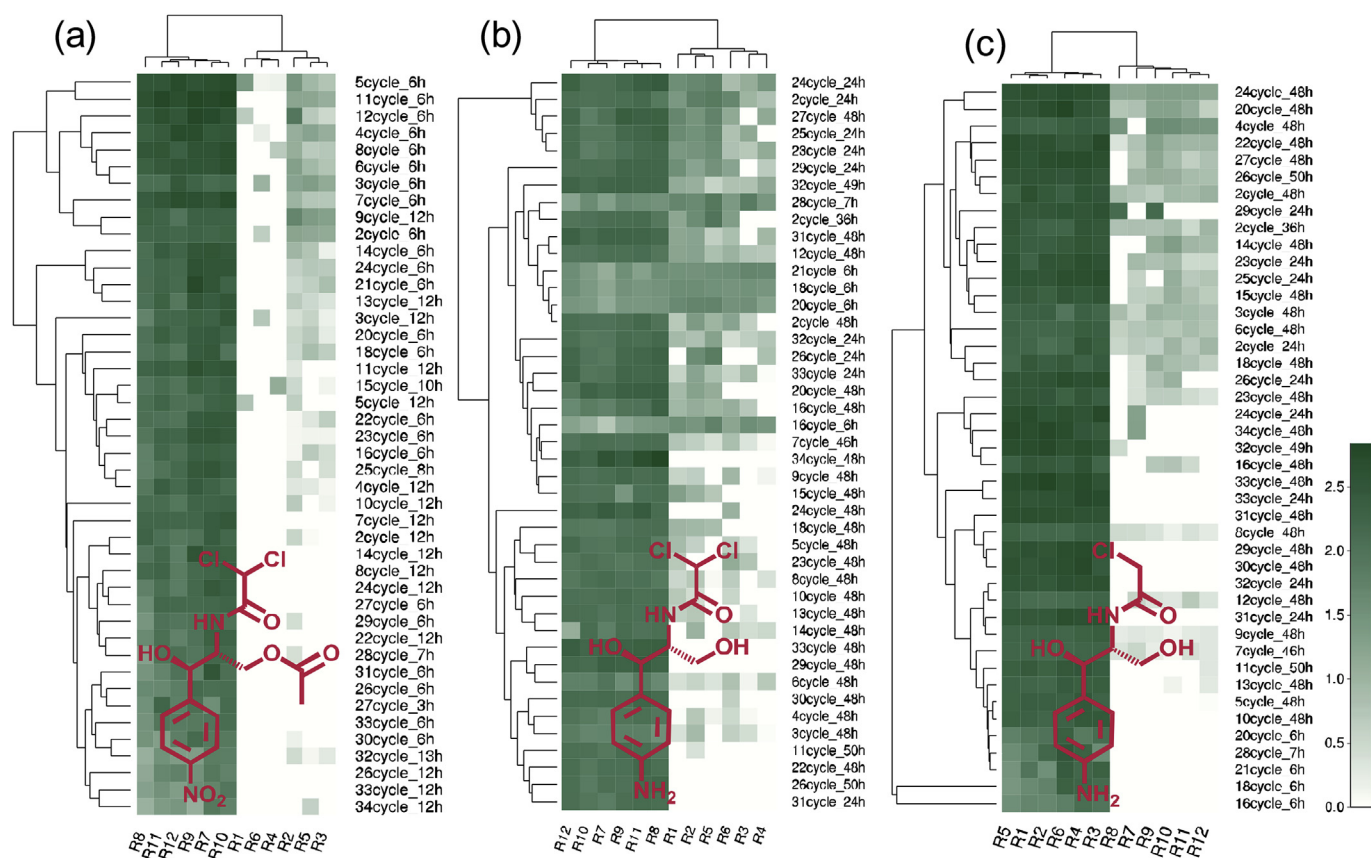 (a)
5cycle_6h
11cycle_6h
12cycle_6h
4cycle_6h
8cycle_6h
6cycle_6h
3cycle_6h
7cycle_6h
9cycle_12h
2cycle_6h
14cycle_6h
24cycle_6h
21cycle_6h
13cycle_12h
3cycle_12h
20cycle_6h
18cycle_6h
11cycle_12h
15cycle_10h
5cycle_12h
22cycle_6h
23cycle_6h
16cycle_6h
25cycle_8h
4cycle_12h
10cycle_12h
7cycle_12h
2cycle_12h
14cycle_12h
8cycle_12h
24cycle_12h
27cycle_6h
29cycle_6h
22cycle_12h
28cycle_7h
31cycle_6h
26cycle_6h
27cycle_3h
33cycle_6h
30cycle_6h
32cycle_13h
26cycle_12h
33cycle_12h
34cycle_12h
Cl Cl
HN O
HO O O
NO2
R8 R11 R12 R9 R7 R10 R1 R6 R4 R2 R5 R3
(b)
24cycle_24h
2cycle_24h
27cycle_48h
25cycle_24h
23cycle_24h
29cycle_24h
32cycle_49h
28cycle_7h
2cycle_36h
31cycle_48h
12cycle_48h
21cycle_6h
18cycle_6h
20cycle_6h
2cycle_48h
32cycle_24h
26cycle_24h
33cycle_24h
20cycle_48h
16cycle_48h
16cycle_6h
7cycle_46h
34cycle_48h
9cycle_48h
15cycle_48h
24cycle_48h
18cycle_48h
5cycle_48h
23cycle_48h
8cycle_48h
10cycle_48h
13cycle_48h
14cycle_48h
33cycle_48h
29cycle_48h
6cycle_48h
30cycle_48h
4cycle_48h
3cycle_48h
11cycle_50h
22cycle_48h
26cycle_50h
31cycle_24h
Cl Cl
HN O
HO OH
NH2
R12 R10 R7 R9 R11 R8 R1 R2 R5 R6 R3 R4
(c)
24cycle_48h
20cycle_48h
4cycle_48h
22cycle_48h
27cycle_48h
26cycle_50h
2cycle_48h
29cycle_24h
2cycle_36h
14cycle_48h
23cycle_24h
25cycle_24h
15cycle_48h
3cycle_48h
6cycle_48h
2cycle_24h
18cycle_48h
26cycle_24h
23cycle_48h
24cycle_24h
34cycle_48h
32cycle_49h
16cycle_48h
33cycle_48h
33cycle_24h
31cycle_48h
8cycle_48h
29cycle_48h
30cycle_48h
32cycle_24h
12cycle_48h
31cycle_24h
9cycle_48h
7cycle_46h
11cycle_50h
13cycle_48h
5cycle_48h
10cycle_48h
20cycle_6h
28cycle_7h
21cycle_6h
18cycle_6h
16cycle_6h
Cl
HN O
HO OH
NH2
R5 R1 R2 R6 R4 R3 R8 R7 R9 R10 R11 R12
2.5
2.0
1.5
1.0
0.5
0.0